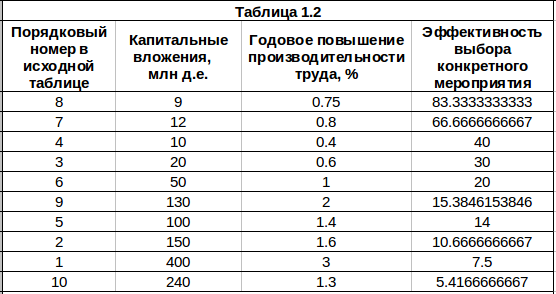 Таблица 1.2
Порядковый номер в исходной таблице Капитальные вложения, млн д.е. Годовое повышение производительности труда, % Эффективность выбора конкретного мероприятия
8 9 0.75 83.3333333333
7 12 0.8 66.6666666667
4 10 0.4 40
3 20 0.6 30
6 50 1 20
9 130 2 15.3846153846
5 100 1.4 14
2 150 1.6 10.6666666667
1 400 3 7.5
10 240 1.3 5.4166666667